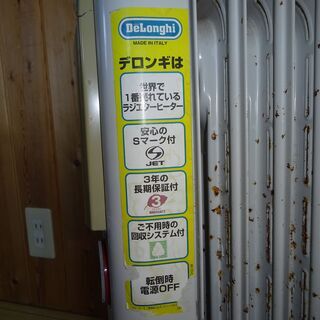 DeLonghi
MADE IN ITALY
デロンギは
世界で
1番売れている
ラジエターヒーター
安心の
Sマーク付
S
JET
3年の
長期保証付
3
ご不用時の
回収システム付
転倒時
電源OFF